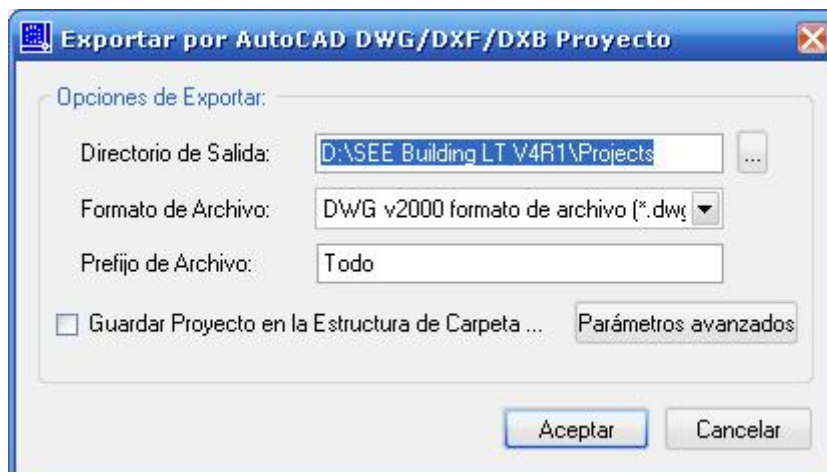 Exportar por AutoCAD DWG/DXF/DXB Proyecto
Opciones de Exportar:
Directorio de Salida: D:\SEE Building LT V4R1\Projects ...
Formato de Archivo: DWG v2000 formato de archivo (*.dwg
Prefijo de Archivo: Todo
Guardar Proyecto en la Estructura de Carpeta ... Parámetros avanzados
Aceptar Cancelar